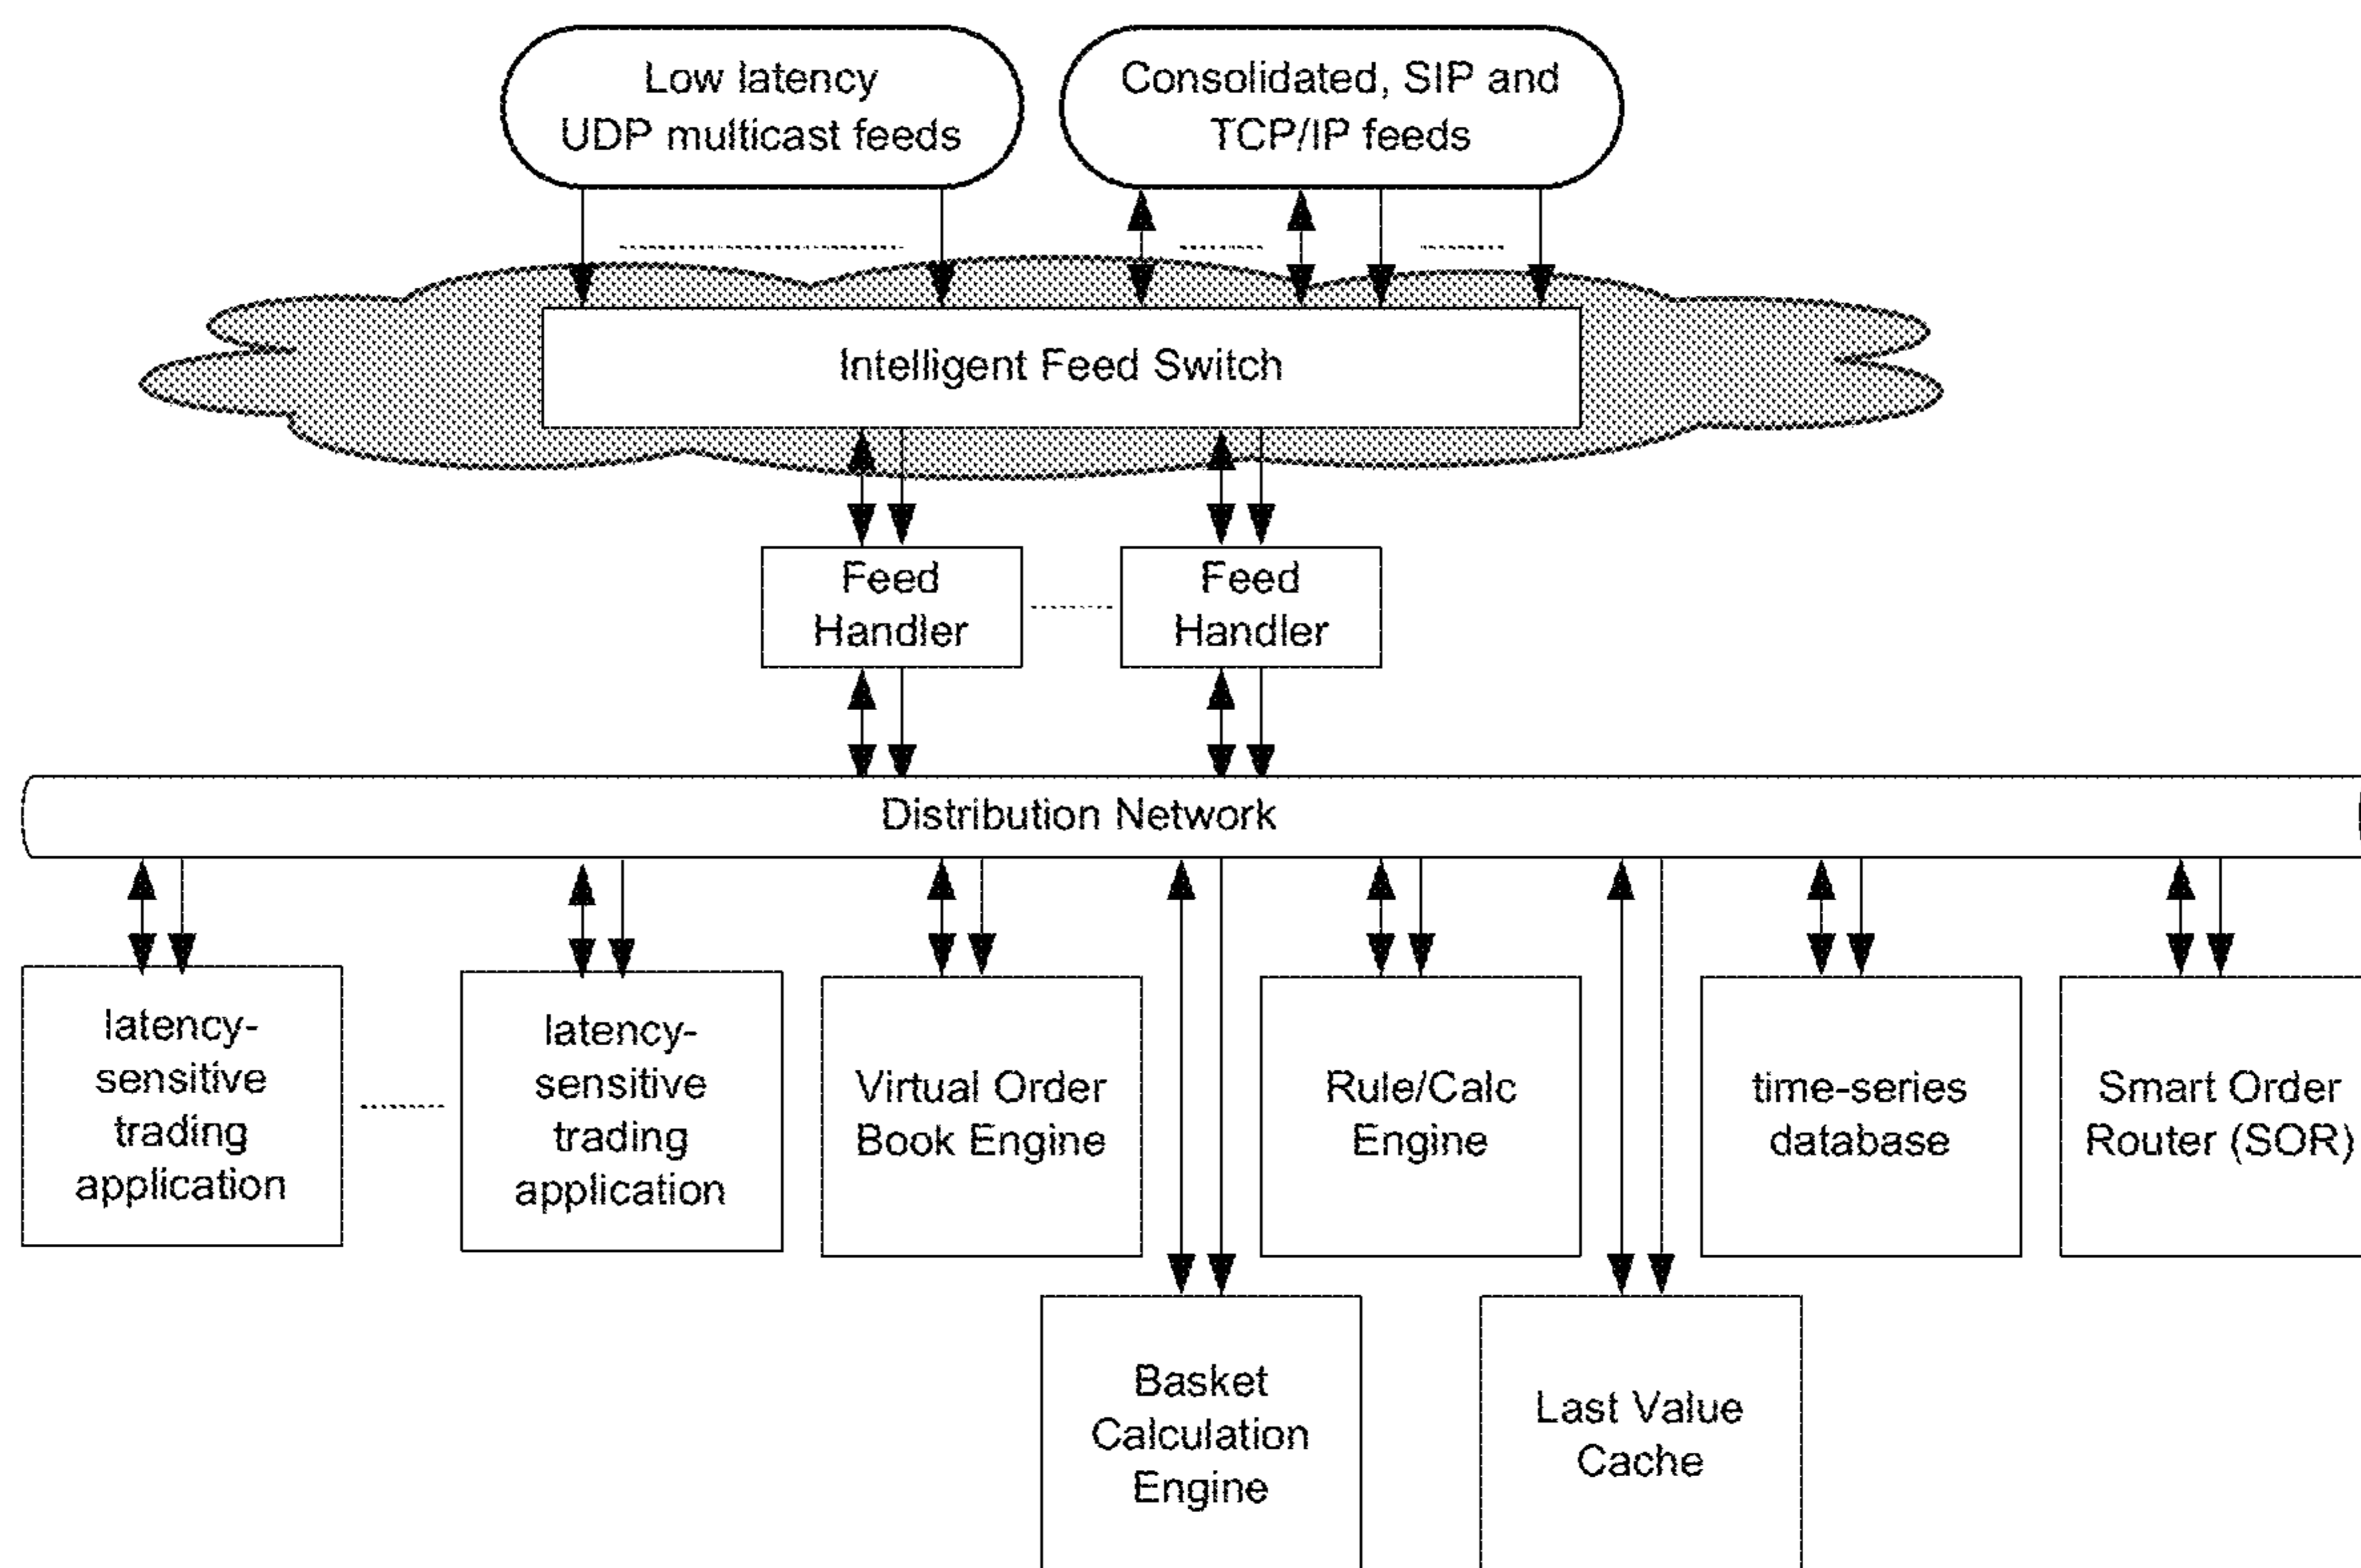 Low latency
UDP multicast feeds
Consolidated, SIP and
TCP/IP feeds
Intelligent Feed Switch
Feed
Handler
Feed
Handler
Distribution Network
latency-
sensitive
trading
application
latency-
sensitive
trading
application
Virtual Order
Book Engine
Rule/Calc
Engine
time-series
database
Smart Order
Router (SOR)
Basket
Calculation
Engine
Last Value
Cache